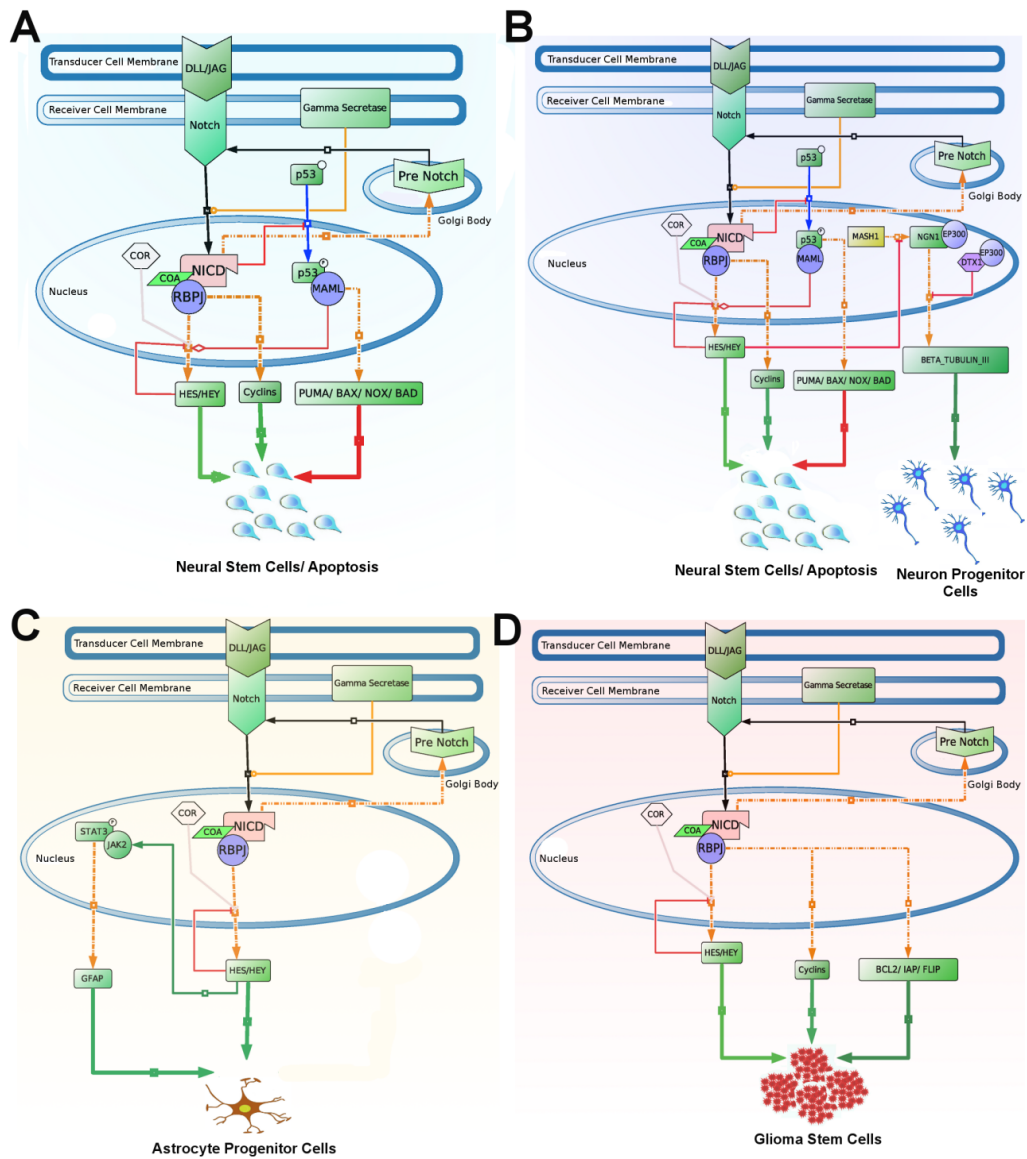 A
Transducer Cell Membrane
DLL/JAG
Receiver Cell Membrane
Gamma Secretase
Notch
p53
Pre Notch
Golgi Body
COR
NICD
COA
RBPJ
p53
P
MAML
Nucleus
HES/HEY
Cyclins
PUMA/ BAX/ NOX/ BAD
Neural Stem Cells/ Apoptosis
B
Transducer Cell Membrane
DLL/JAG
Receiver Cell Membrane
Gamma Secretase
Notch
p53
Pre Notch
Golgi Body
COR
NICD
COA
RBPJ
p53
P
MAML
MASH1
NGN1
EP300
DTX1
EP300
Nucleus
HES/HEY
Cyclins
PUMA/ BAX/ NOX/ BAD
BETA_TUBULIN_III
Neural Stem Cells/ Apoptosis
Neuron Progenitor
Cells
C
Transducer Cell Membrane
DLL/JAG
Receiver Cell Membrane
Gamma Secretase
Notch
Pre Notch
Golgi Body
COR
NICD
COA
RBPJ
STAT3
P
JAK2
Nucleus
GFAP
HES/HEY
Astrocyte Progenitor Cells
D
Transducer Cell Membrane
DLL/JAG
Receiver Cell Membrane
Gamma Secretase
Notch
Pre Notch
Golgi Body
COR
NICD
COA
RBPJ
Nucleus
HES/HEY
Cyclins
BCL2/ IAP/ FLIP
Glioma Stem Cells